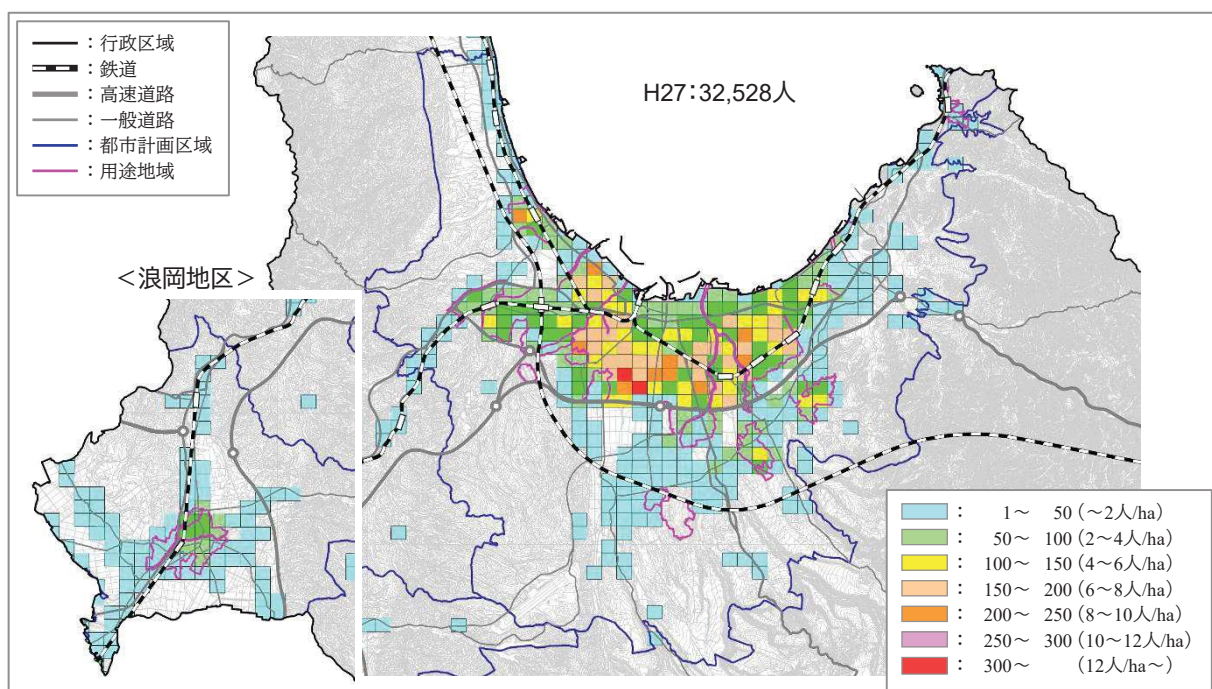 ：行政区域
：鉄道
：高速道路
：一般道路
：都市計画区域
：用途地域
H27：32,528人
＜浪岡地区＞
： 1～ 50（～2人/ha）
： 50～ 100（2～4人/ha）
： 100～ 150（4～6人/ha）
： 150～ 200（6～8人/ha）
： 200～ 250（8～10人/ha）
： 250～ 300（10～12人/ha）
： 300～ （12人/ha～）